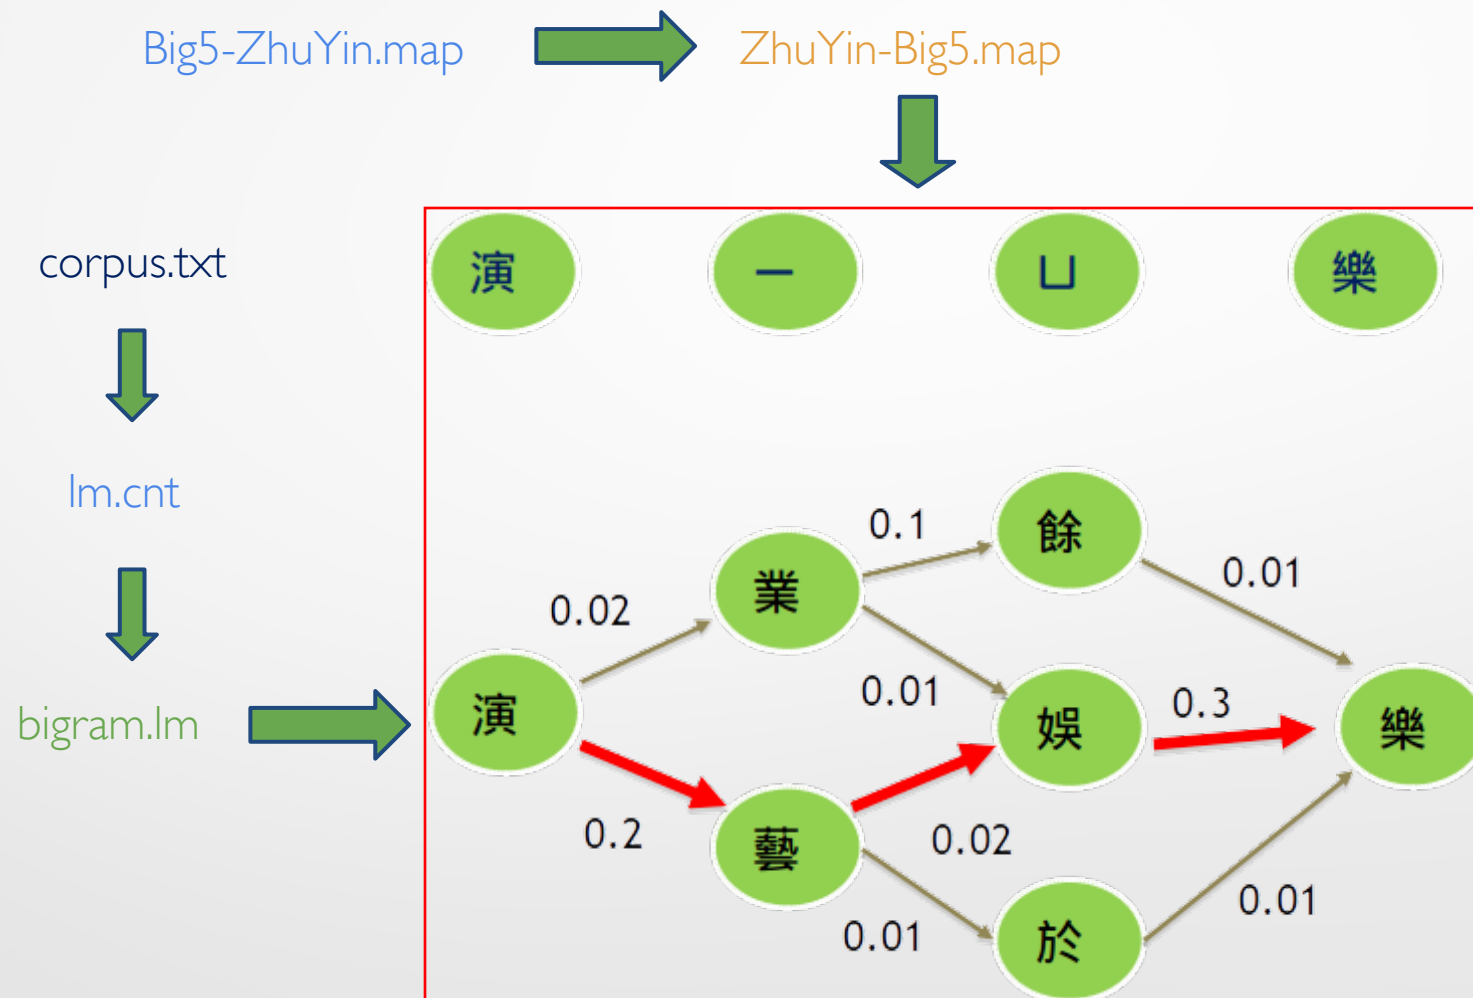 Big5-ZhuYin.map
ZhuYin-Big5.map
corpus.txt
演 ㄧ ㄩ 樂
lm.cnt
0.1
餘
0.01
業
0.02
bigram.lm
演
0.01
娛
0.3
樂
0.2
藝
0.02
0.01
0.01
於